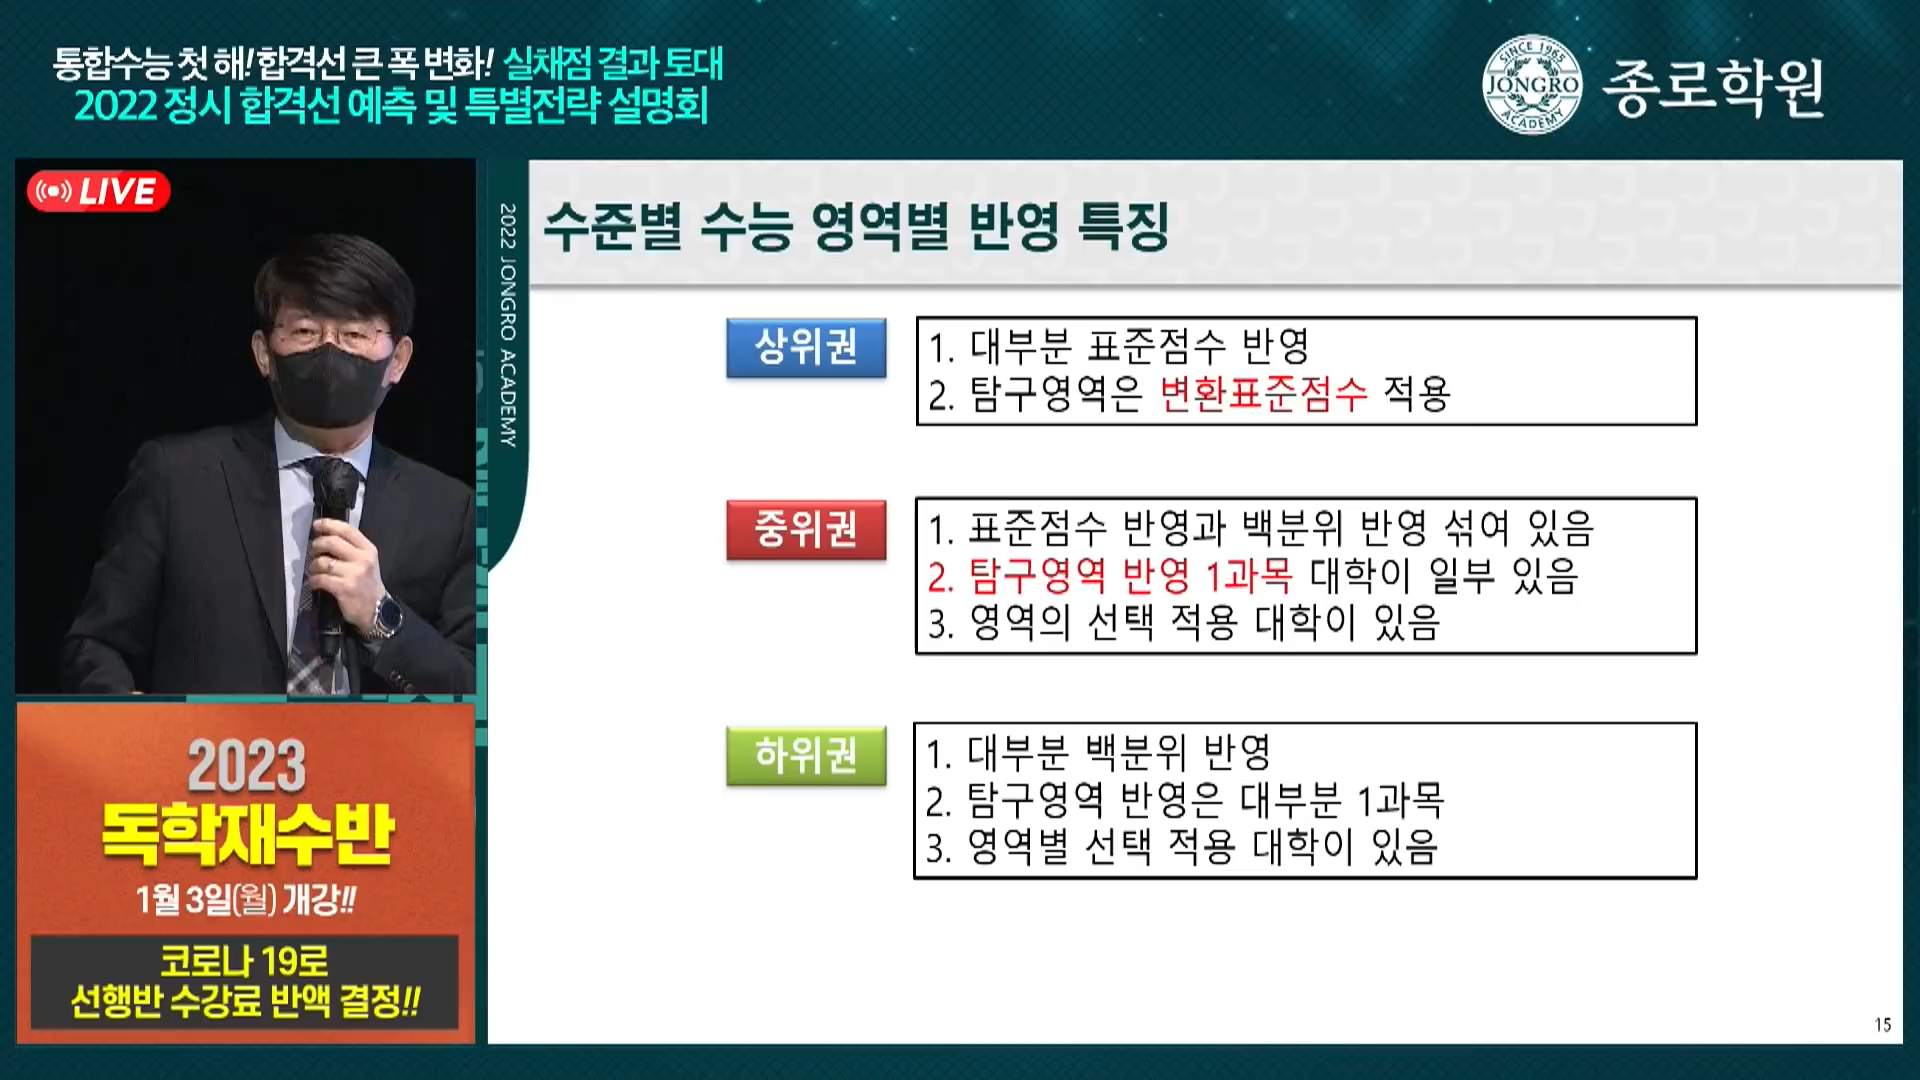 통합수능 첫 해! 합격선 큰 폭 변화! 실채점 결과 토대
2022 정시 합격선 예측 및 특별전략 설명회
SINCE 1965
JONGRO
ACADEMY
종로학원
LIVE
2022 JONGRO ACADEMY
수준별 수능 영역별 반영 특징
상위권
1. 대부분 표준점수 반영
2. 탐구영역은 변환표준점수 적용
중위권
1. 표준점수 반영과 백분위 반영 섞여 있음
2. 탐구영역 반영 1과목 대학이 일부 있음
3. 영역의 선택 적용 대학이 있음
하위권
1. 대부분 백분위 반영
2. 탐구영역 반영은 대부분 1과목
3. 영역별 선택 적용 대학이 있음
2023
독학재수반
1월 3일(월) 개강!!
코로나 19로
선행반 수강료 반액 결정!!
15